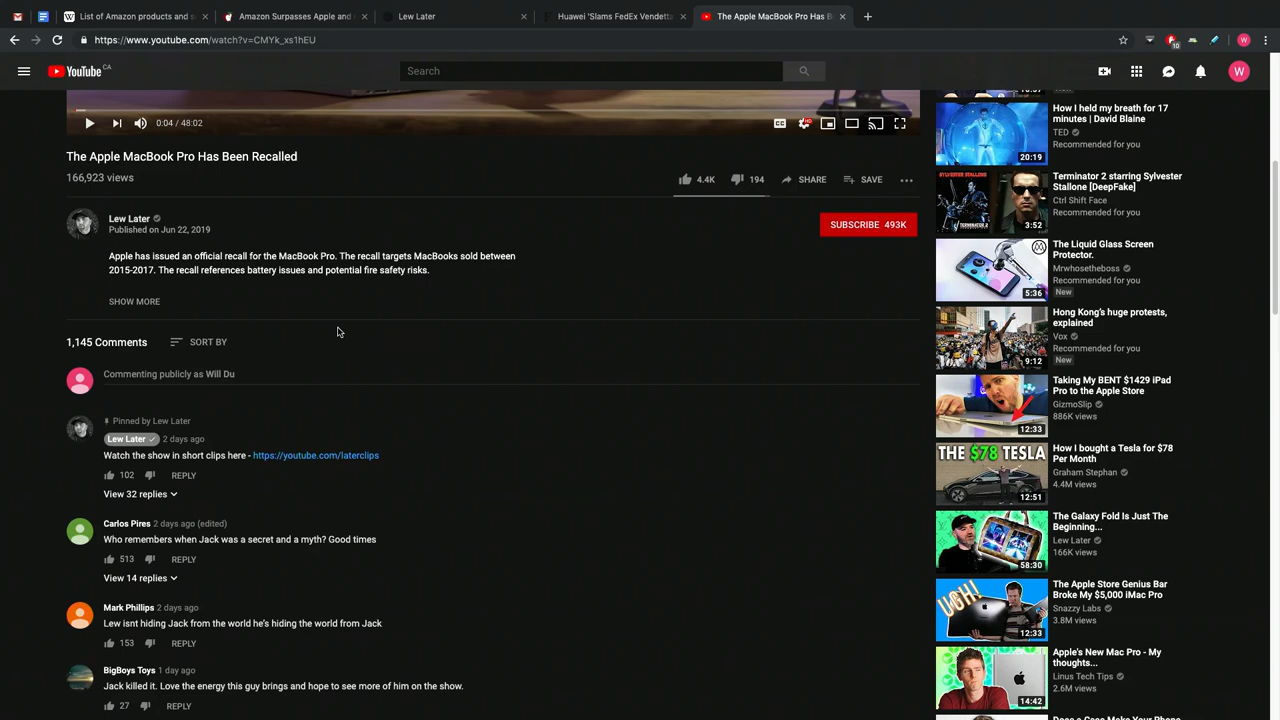 List of Amazon products and s
Amazon Surpasses Apple and
Lew Later
Huawei 'Slams FedEx Vendetta
The Apple MacBook Pro Has B
https://www.youtube.com/watch?v=CMYk_xs1hEU
10
W
YouTube CA
Search
W
0:04 / 48:02
CC
HD
The Apple MacBook Pro Has Been Recalled
166,923 views
4.4K
194
SHARE
SAVE
Lew Later
Published on Jun 22, 2019
SUBSCRIBE 493K
Apple has issued an official recall for the MacBook Pro. The recall targets MacBooks sold between
2015-2017. The recall references battery issues and potential fire safety risks.
SHOW MORE
1,145 Comments
SORT BY
Commenting publicly as Will Du
Pinned by Lew Later
Lew Later 2 days ago
Watch the show in short clips here - https://youtube.com/laterclips
102
REPLY
View 32 replies
Carlos Pires 2 days ago (edited)
Who remembers when Jack was a secret and a myth? Good times
513
REPLY
View 14 replies
Mark Phillips 2 days ago
Lew isnt hiding Jack from the world he's hiding the world from Jack
153
REPLY
BigBoys Toys 1 day ago
Jack killed it. Love the energy this guy brings and hope to see more of him on the show.
27
REPLY
How I held my breath for 17
minutes | David Blaine
TED
Recommended for you
20:19
Terminator 2 starring Sylvester
Stallone [DeepFake]
Ctrl Shift Face
Recommended for you
SYLVESTER STALLONE
3:52
The Liquid Glass Screen
Protector.
Mrwhosetheboss
Recommended for you
New
5:36
Hong Kong's huge protests,
explained
Vox
Recommended for you
New
9:12
Taking My BENT $1429 iPad
Pro to the Apple Store
GizmoSlip
886K views
12:33
How I bought a Tesla for $78
Per Month
Graham Stephan
4.4M views
THE $78 TESLA
12:51
The Galaxy Fold Is Just The
Beginning...
Lew Later
166K views
58:30
The Apple Store Genius Bar
Broke My $5,000 iMac Pro
Snazzy Labs
3.8M views
UGH!
12:33
Apple's New Mac Pro - My
thoughts...
Linus Tech Tips
2.6M views
14:42